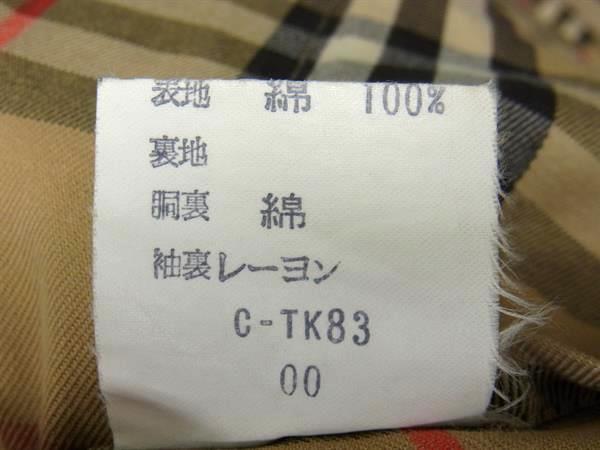 表地 綿 100%
裏地
胴裏 綿
袖裏レーヨン
C-TK83
00